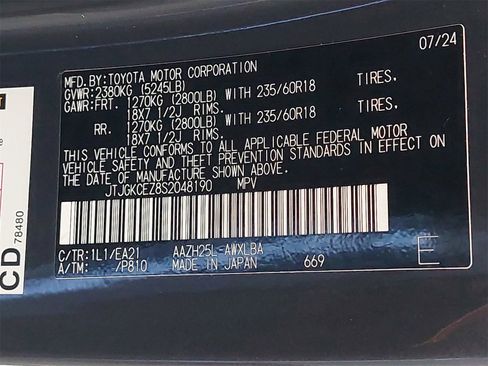 07/24
MFD.BY:TOYOTA MOTOR CORPORATION
GVWR:2380KG (5245LB)
GAWR:FRT. 1270KG (2800LB) WITH 235/60R18 TIRES,
18X7 1/2J RIMS.
RR. 1270KG (2800LB) WITH 235/60R18 TIRES,
18X7 1/2J RIMS.
THIS VEHICLE CONFORMS TO ALL APPLICABLE FEDERAL MOTOR
VEHICLE SAFETY AND THEFT PREVENTION STANDARDS IN EFFECT ON
THE DATE OF MANUFACTURE SHOWN ABOVE.
JTJGKCEZ8S2048190 MPV
C/TR:1L1/EA21 AAZH25L-AWXLBA
A/TM: /P810 MADE IN JAPAN 669
E
CD
78480